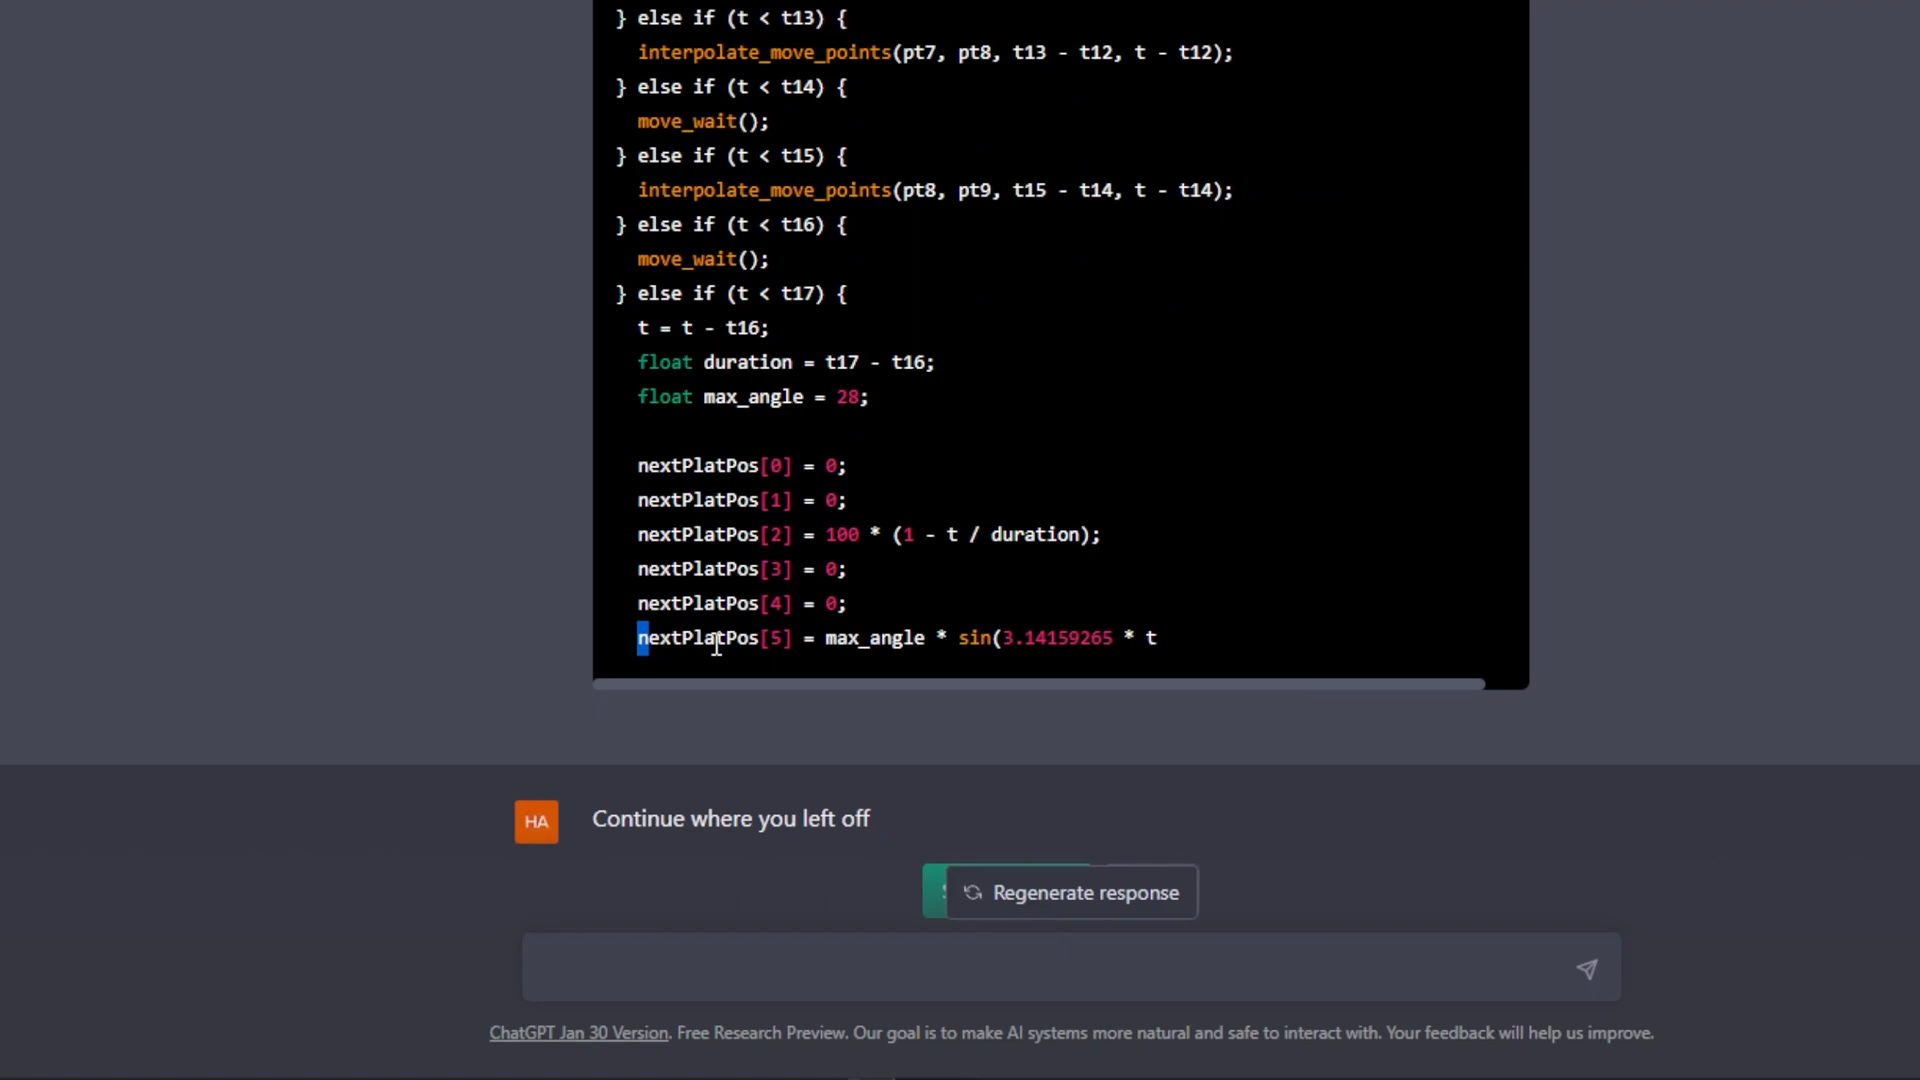 } else if (t < t13) {
interpolate_move_points(pt7, pt8, t13 - t12, t - t12);
} else if (t < t14) {
move_wait();
} else if (t < t15) {
interpolate_move_points(pt8, pt9, t15 - t14, t - t14);
} else if (t < t16) {
move_wait();
} else if (t < t17) {
t = t - t16;
float duration = t17 - t16;
float max_angle = 28;
nextPlatPos[0] = 0;
nextPlatPos[1] = 0;
nextPlatPos[2] = 100 * (1 - t / duration);
nextPlatPos[3] = 0;
nextPlatPos[4] = 0;
nextPlatPos[5] = max_angle * sin(3.14159265 * t
HA
Continue where you left off
Regenerate response
ChatGPT Jan 30 Version. Free Research Preview. Our goal is to make AI systems more natural and safe to interact with. Your feedback will help us improve.